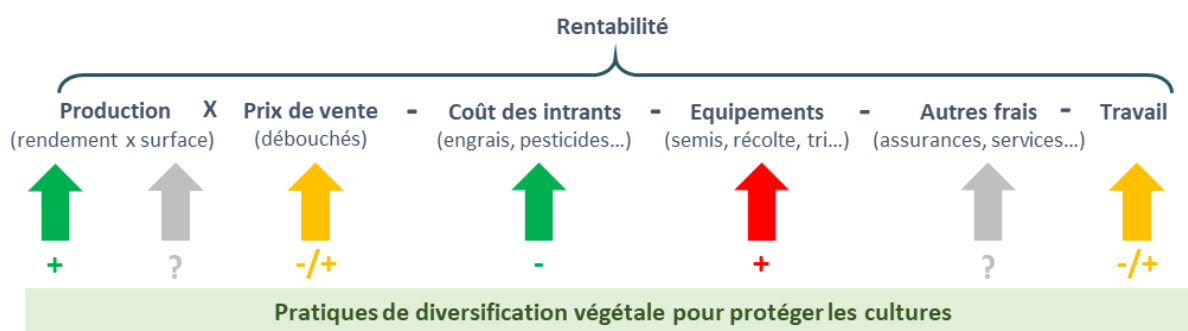 Rentabilité
Production X Prix de vente - Coût des intrants - Equipements - Autres frais - Travail
(rendement x surface) (débouchés) (engrais, pesticides...) (semis, récolte, tri...) (assurances, services...)
+ ? -/+ - + ? -/+
Pratiques de diversification végétale pour protéger les cultures